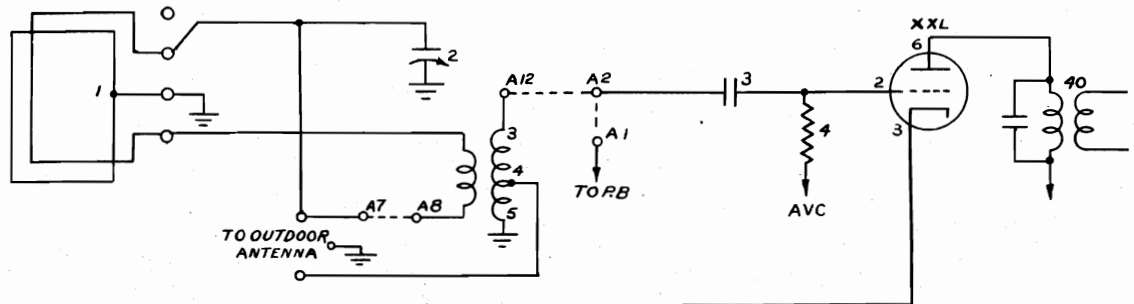 XXL
6
40
2
A12
A2
3
1
2
3
3
4
A1
4
TO P.B
5
AVC
A7
A8
TO OUTDOOR
ANTENNA